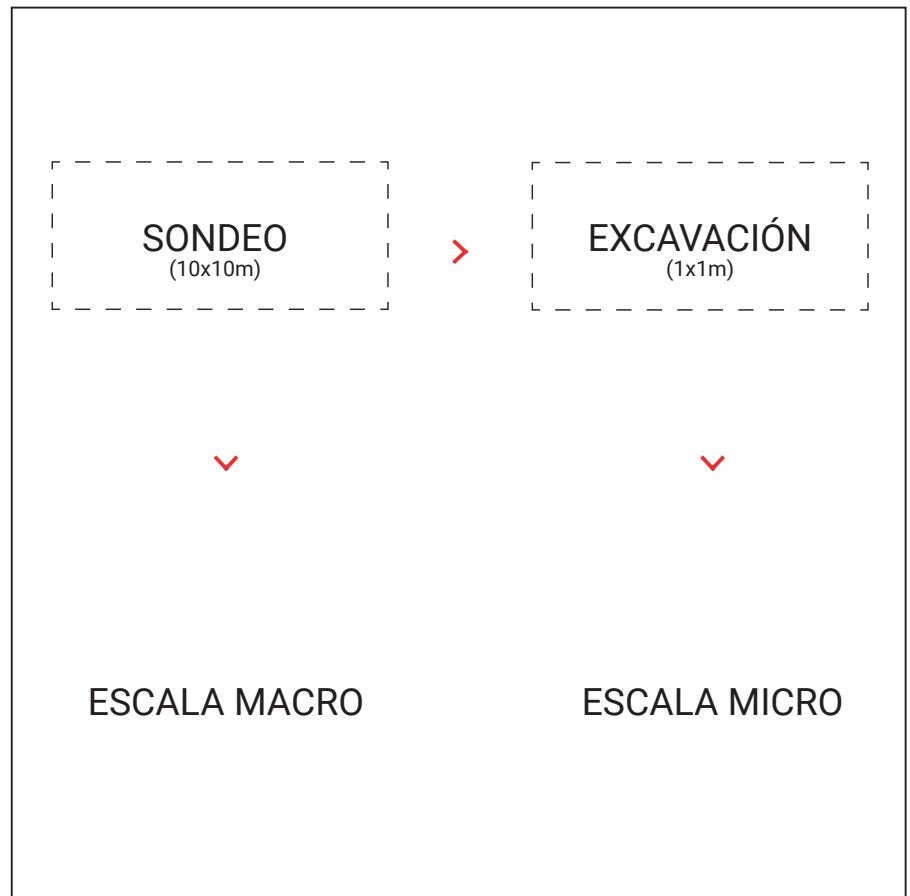 SONDEO
(10x10m)
EXCAVACIÓN
(1x1m)
ESCALA MACRO
ESCALA MICRO